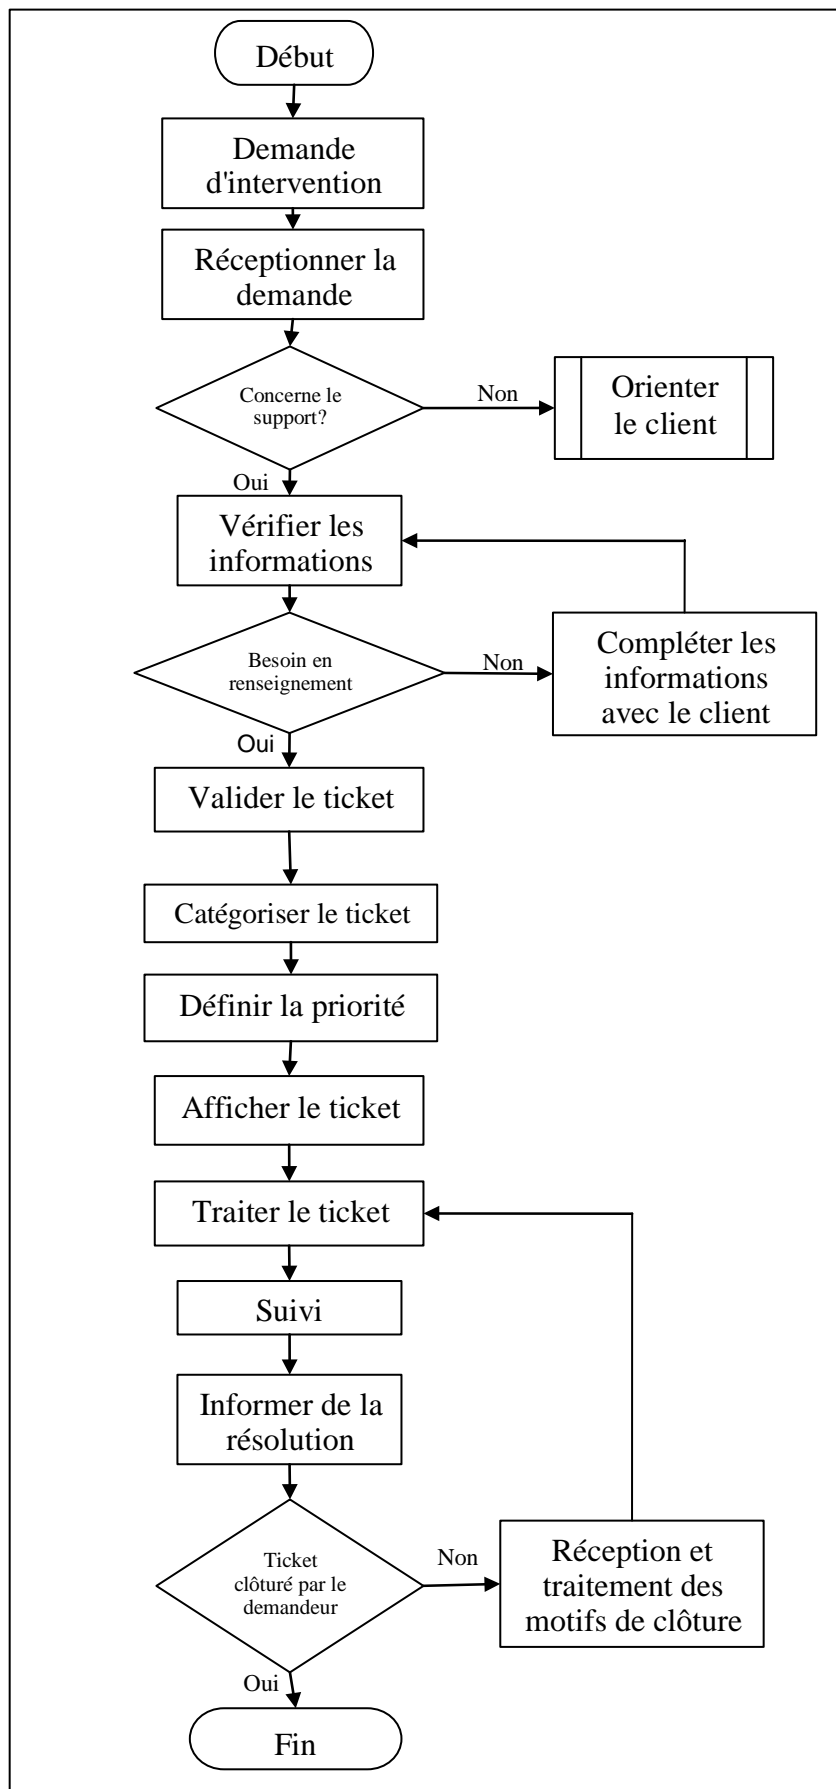 Début
Demande
d'intervention
Réceptionner la
demande
Concerne le
support?
Non
Orienter
le client
Oui
Vérifier les
informations
Besoin en
renseignement
Non
Compléter les
informations
avec le client
Oui
Valider le ticket
Catégoriser le ticket
Définir la priorité
Afficher le ticket
Traiter le ticket
Suivi
Informer de la
résolution
Ticket
clôturé par le
demandeur
Non
Réception et
traitement des
motifs de clôture
Oui
Fin